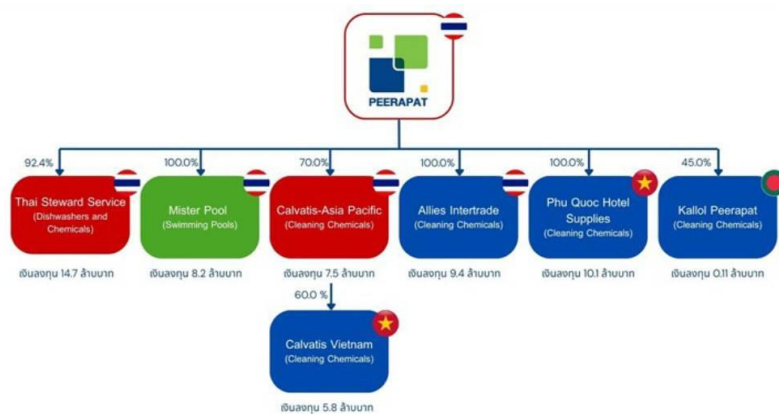 PEERAPAT
92.4%
100.0%
70.0%
100.0%
100.0%
45.0%
Thai Steward Service
(Dishwashers and
Chemicals)
Mister Pool
(Swimming Pools)
Calvatis-Asia Pacific
(Cleaning Chemicals)
Allies Intertrade
(Cleaning Chemicals)
Phu Quoc Hotel
Supplies
(Cleaning Chemicals)
Kallol Peerapat
(Cleaning Chemicals)
เงินลงทุน 14.7 ล้านบาท
เงินลงทุน 8.2 ล้านบาท
เงินลงทุน 7.5 ล้านบาท
เงินลงทุน 9.4 ล้านบาท
เงินลงทุน 10.1 ล้านบาท
เงินลงทุน 0.11 ล้านบาท
60.0 %
Calvatis Vietnam
(Cleaning Chemicals)
เงินลงทุน 5.8 ล้านบาท